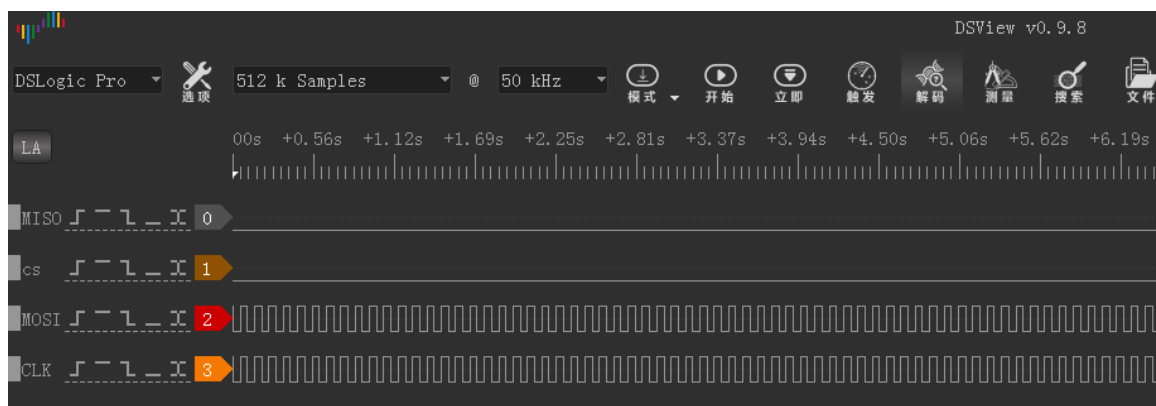 DSView v0.9.8
DSLogic Pro 选项 512 k Samples @ 50 kHz 模式 开始 立即 触发 解码 测量 搜索 文件
LA 00s +0.56s +1.12s +1.69s +2.25s +2.81s +3.37s +3.94s +4.50s +5.06s +5.62s +6.19s
MISO 0
cs 1
MOSI 2
CLK 3